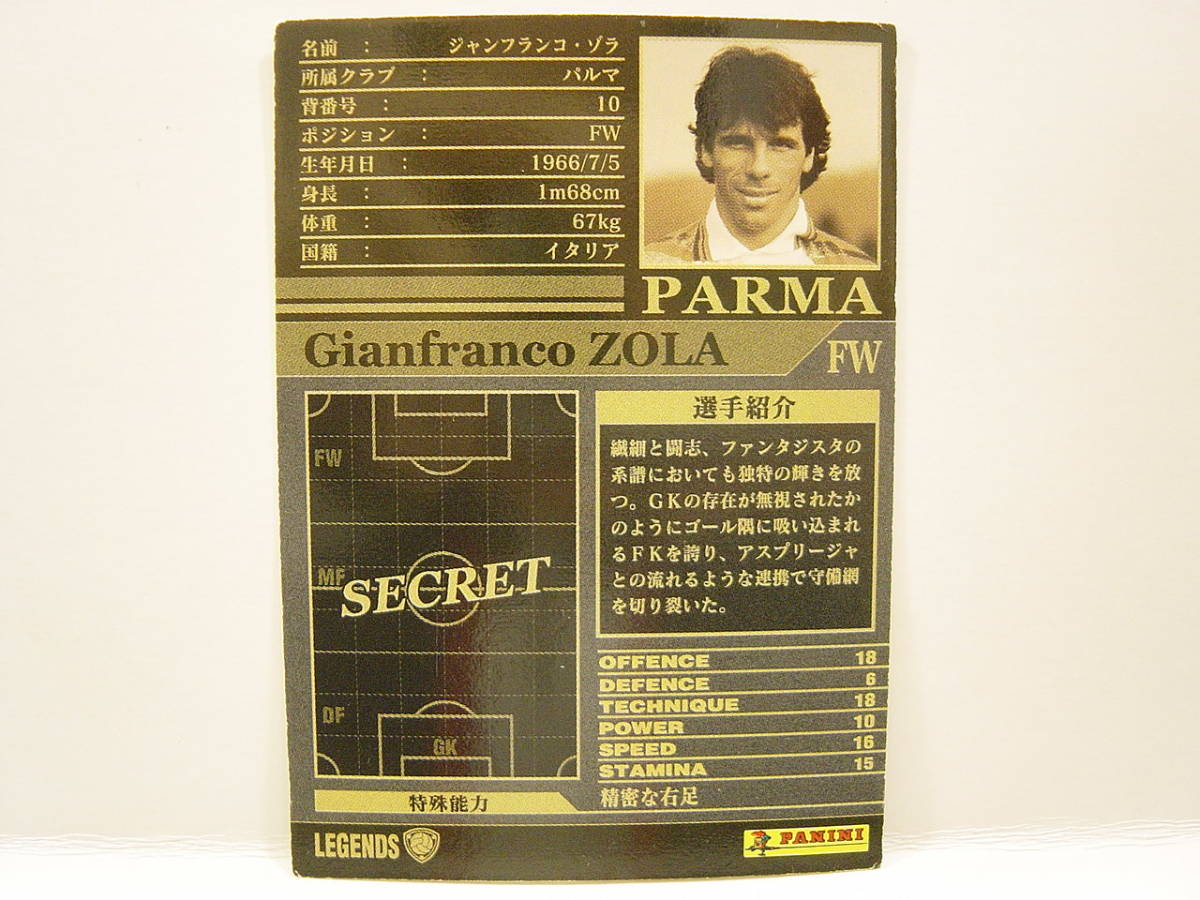 名前 : ジャンフランコ・ゾラ
所属クラブ : パルマ
背番号 : 10
ポジション : FW
生年月日 : 1966/7/5
身長 : 1m68cm
体重 : 67kg
国籍 : イタリア
PARMA
Gianfranco ZOLA
FW
FW
MF
SECRET
DF
GK
選手紹介
繊細と闘志、ファンタジスタの
系譜においても独特の輝きを放
つ。GKの存在が無視されたか
のようにゴール隅に吸い込まれ
るFKを誇り、アスプリージャ
との流れるような連携で守備網
を切り裂いた。
OFFENCE 18
DEFENCE 6
TECHNIQUE 18
POWER 10
SPEED 16
STAMINA 15
特殊能力 精密な右足
LEGENDS
PANINI